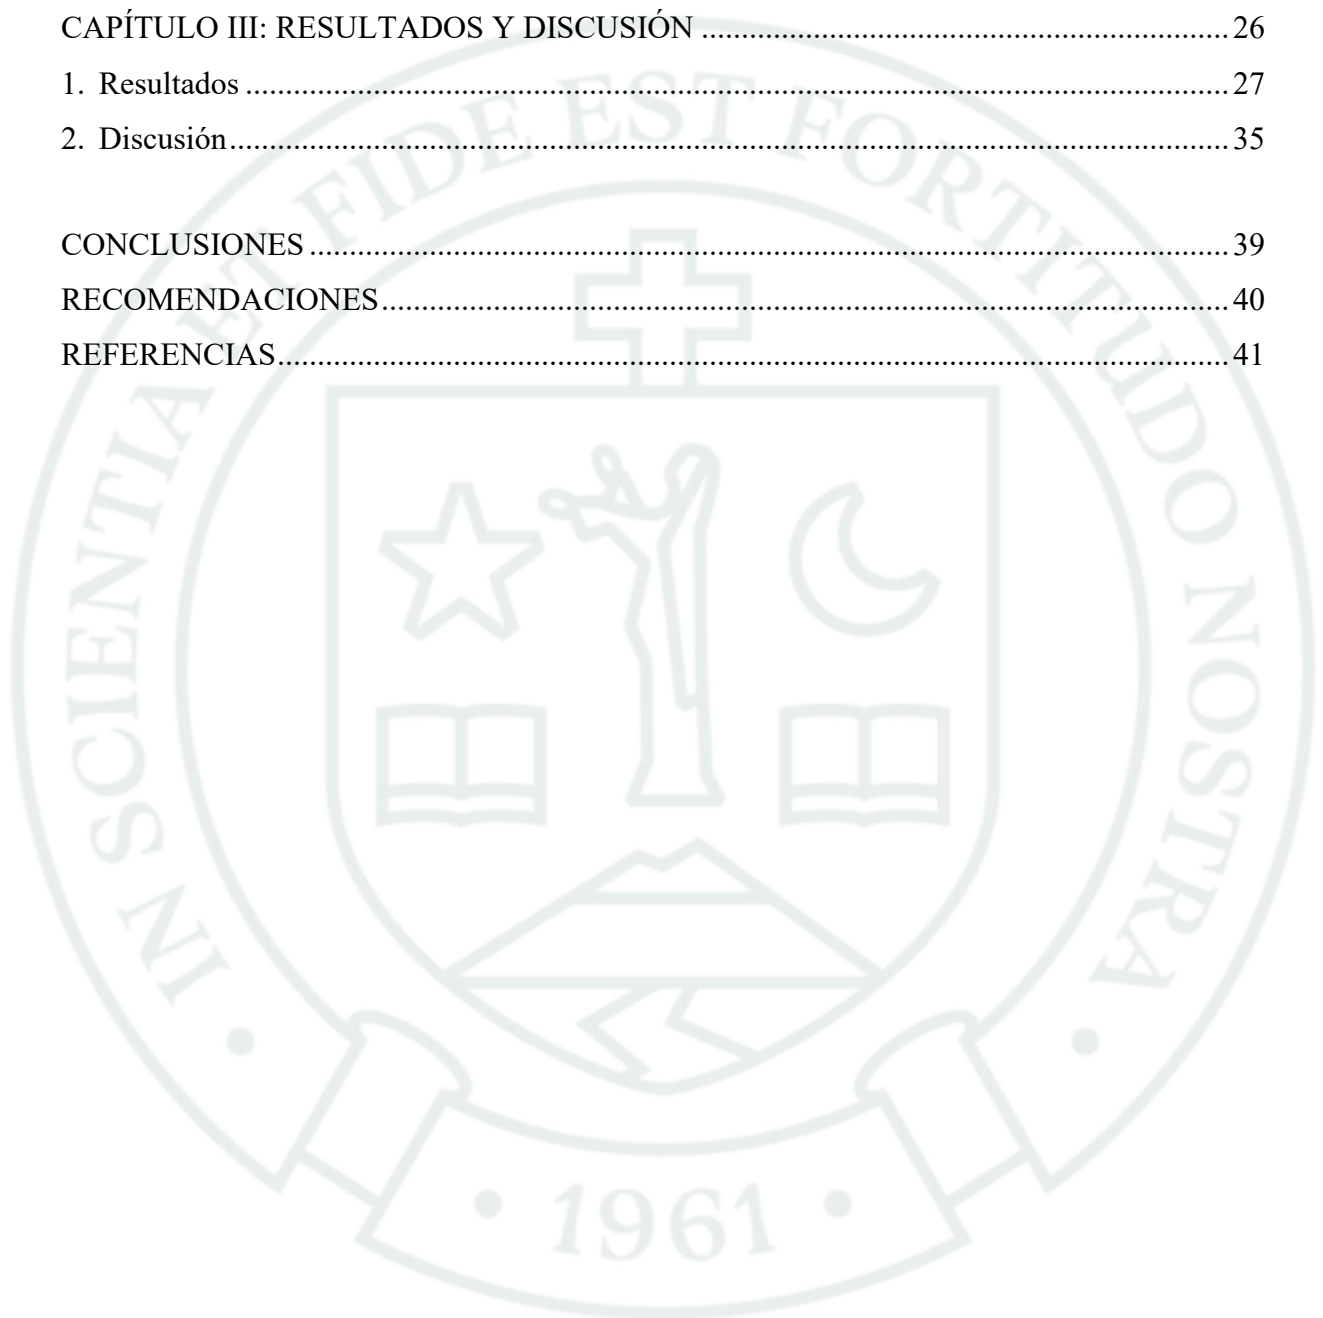 CAPÍTULO III: RESULTADOS Y DISCUSIÓN ........ 26
1. Resultados ........ 27
2. Discusión ........ 35
CONCLUSIONES ........ 39
RECOMENDACIONES ........ 40
REFERENCIAS ........ 41
IN SCIENTIA ET FIDE EST FORTITUDO NOSTRA
• 1961 •